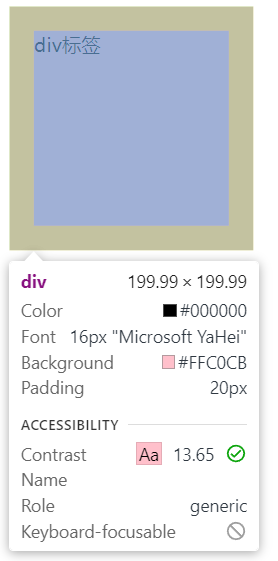 div标签
div 199.99 × 199.99
Color #000000
Font 16px "Microsoft YaHei"
Background #FFC0CB
Padding 20px
ACCESSIBILITY
Contrast Aa 13.65
Name
Role generic
Keyboard-focusable